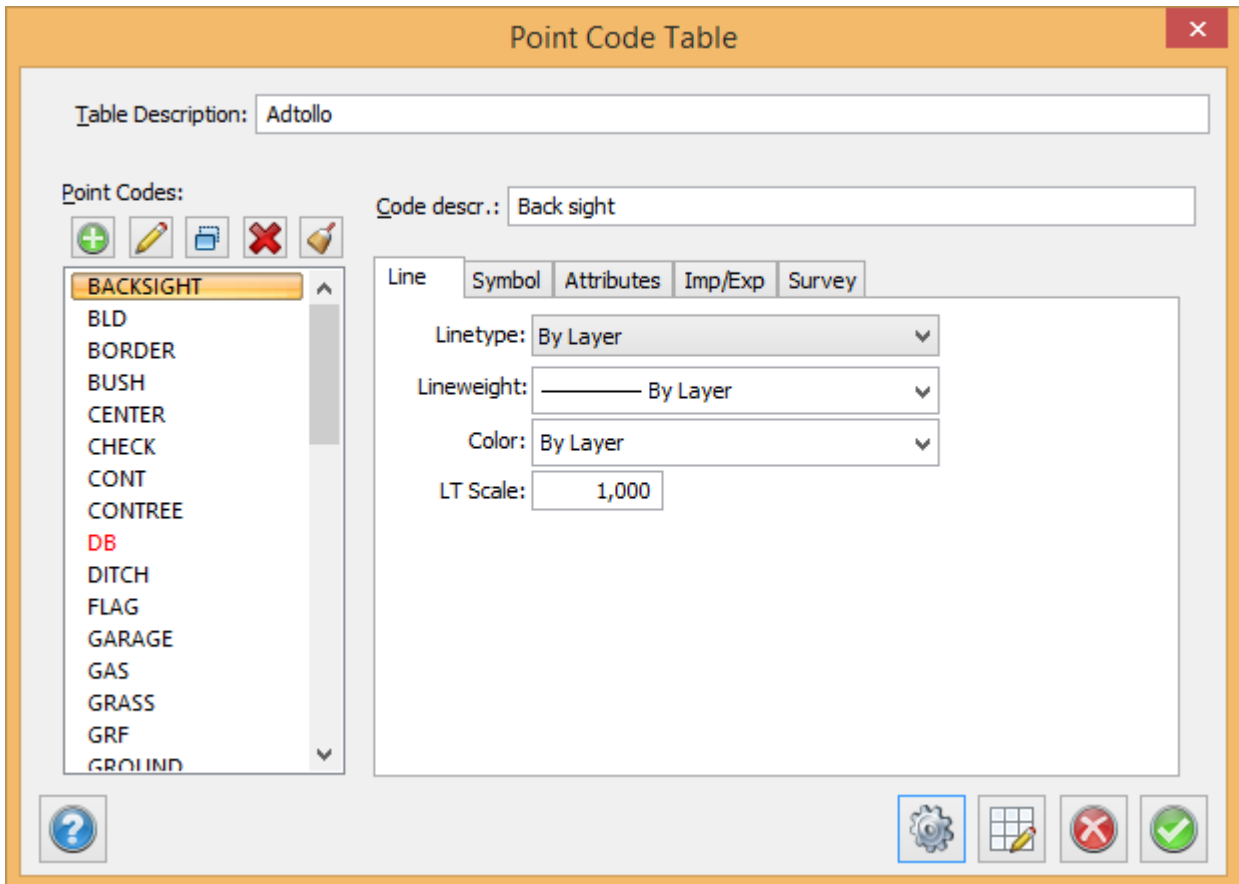 Point Code Table
Table Description: Adtollo
Point Codes:
Code descr.: Back sight
BACKSIGHT
BLD
BORDER
BUSH
CENTER
CHECK
CONT
CONTREE
DB
DITCH
FLAG
GARAGE
GAS
GRASS
GRF
GROUND
Line Symbol Attributes Imp/Exp Survey
Linetype: By Layer
Lineweight: By Layer
Color: By Layer
LT Scale: 1,000